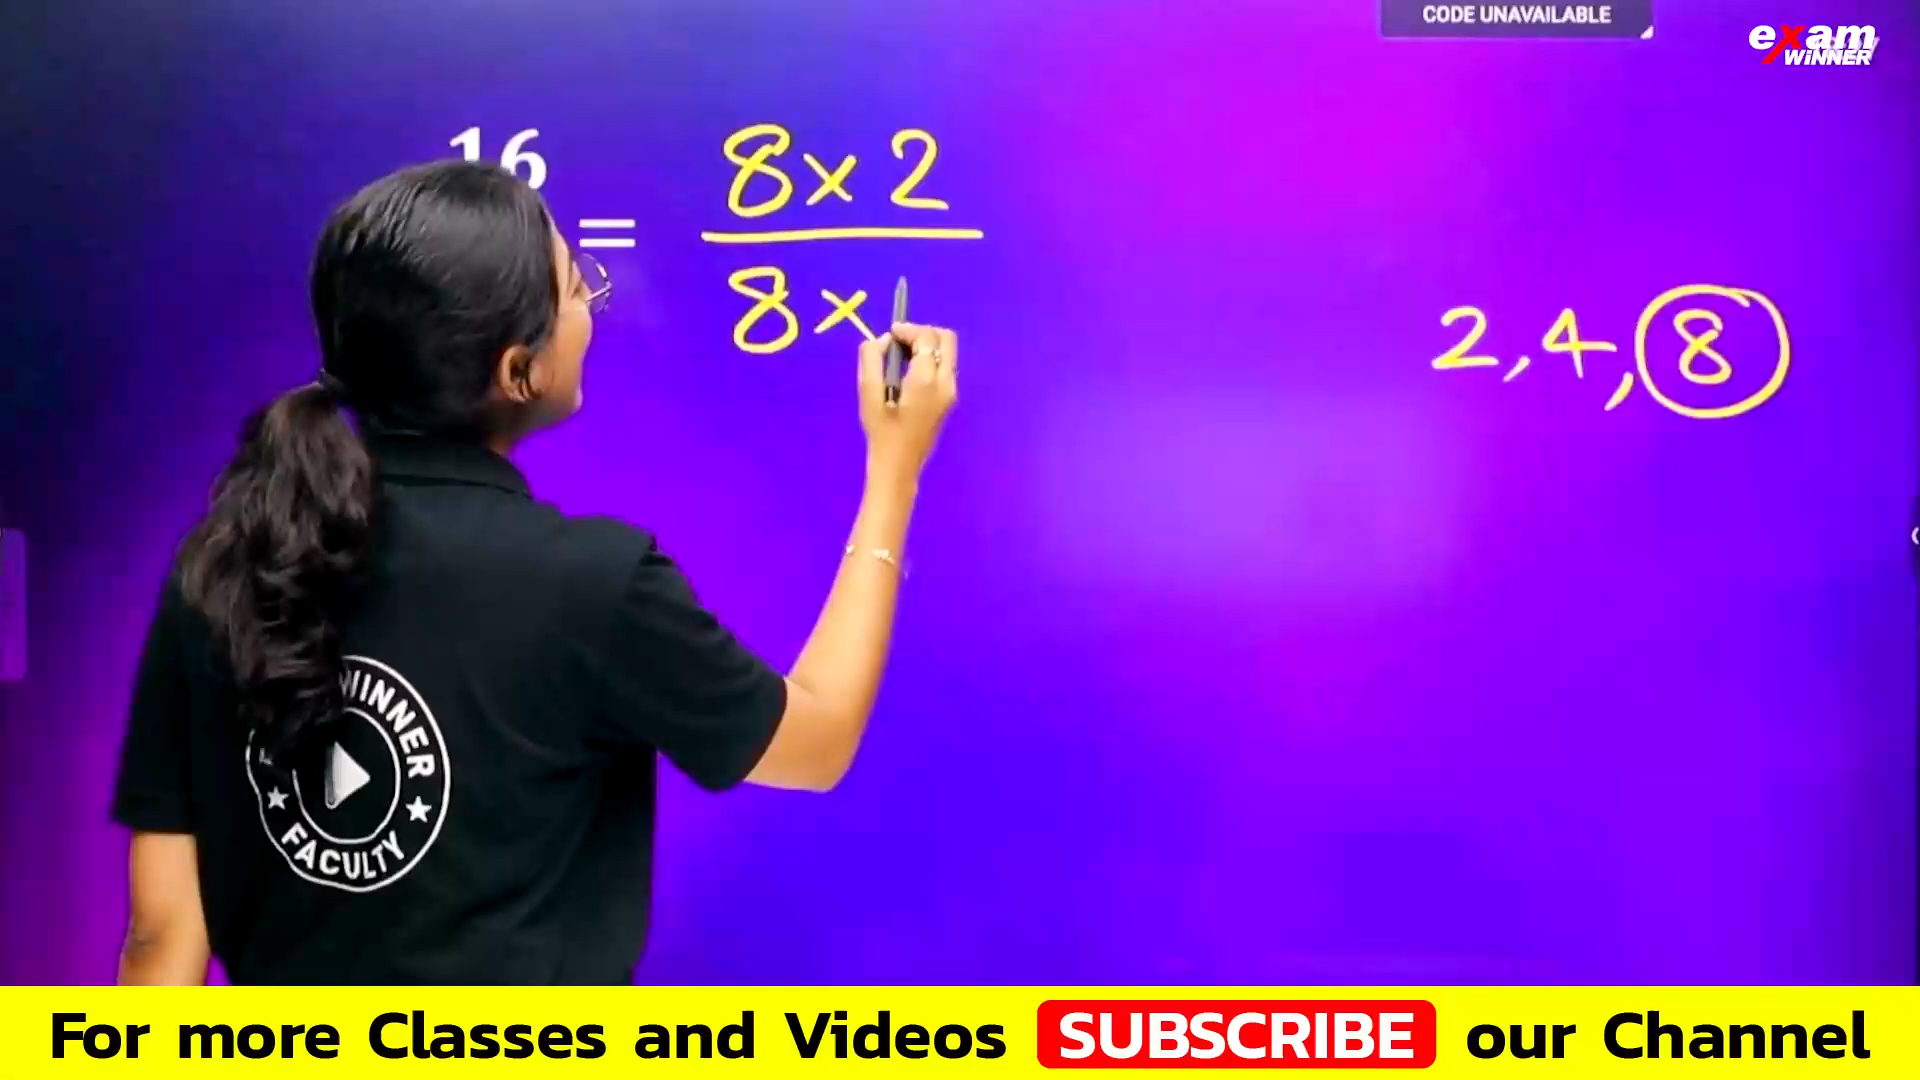 CODE UNAVAILABLE
exam
WiNNER
16
=
8 x 2
8 x
2, 4, 8
WINNER
FACULTY
For more Classes and Videos SUBSCRIBE our Channel